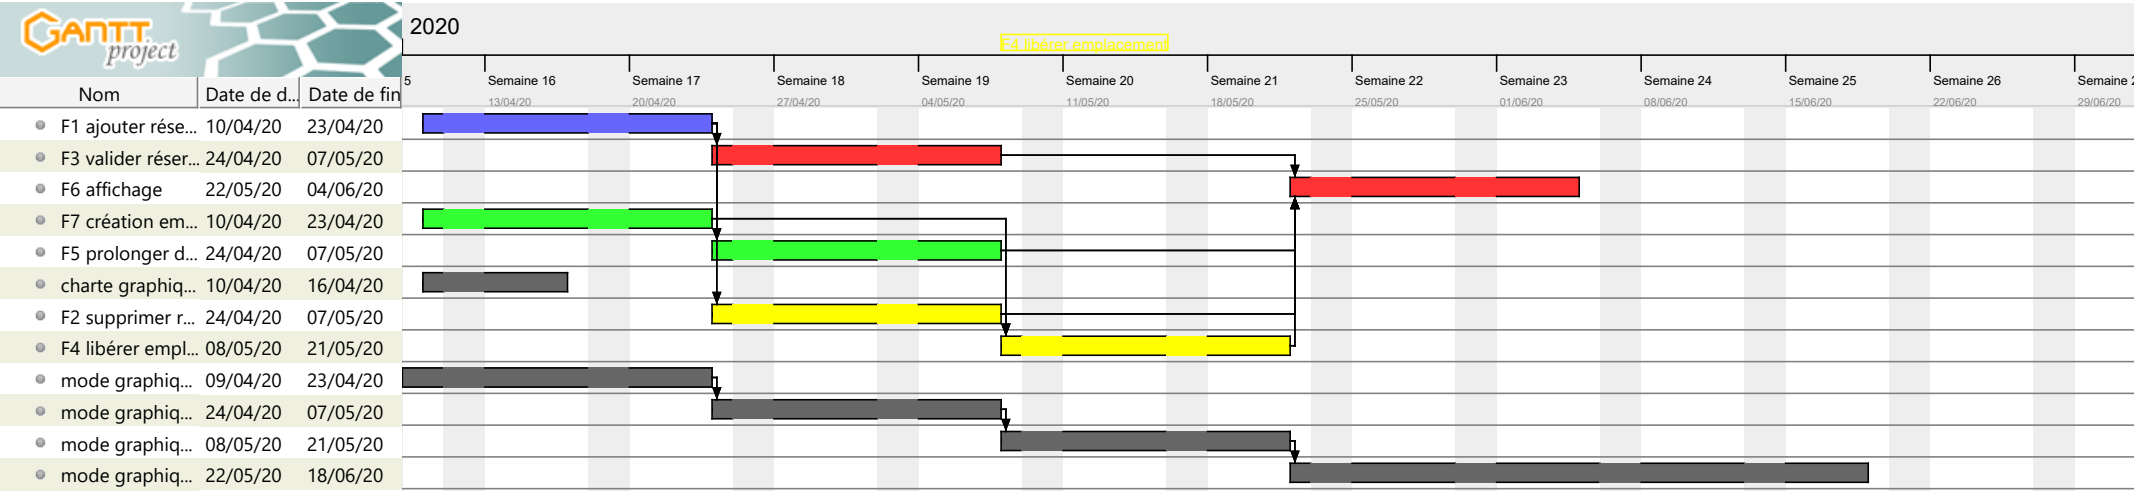 GANTT
project
2020
F4 libérer emplacement
5 Semaine 16 Semaine 17 Semaine 18 Semaine 19 Semaine 20 Semaine 21 Semaine 22 Semaine 23 Semaine 24 Semaine 25 Semaine 26 Semaine 2
13/04/20 20/04/20 27/04/20 04/05/20 11/05/20 18/05/20 25/05/20 01/06/20 08/06/20 15/06/20 22/06/20 29/06/20
Nom Date de d... Date de fin
F1 ajouter rése... 10/04/20 23/04/20
F3 valider réser... 24/04/20 07/05/20
F6 affichage 22/05/20 04/06/20
F7 création em... 10/04/20 23/04/20
F5 prolonger d... 24/04/20 07/05/20
charte graphiq... 10/04/20 16/04/20
F2 supprimer r... 24/04/20 07/05/20
F4 libérer empl... 08/05/20 21/05/20
mode graphiq... 09/04/20 23/04/20
mode graphiq... 24/04/20 07/05/20
mode graphiq... 08/05/20 21/05/20
mode graphiq... 22/05/20 18/06/20